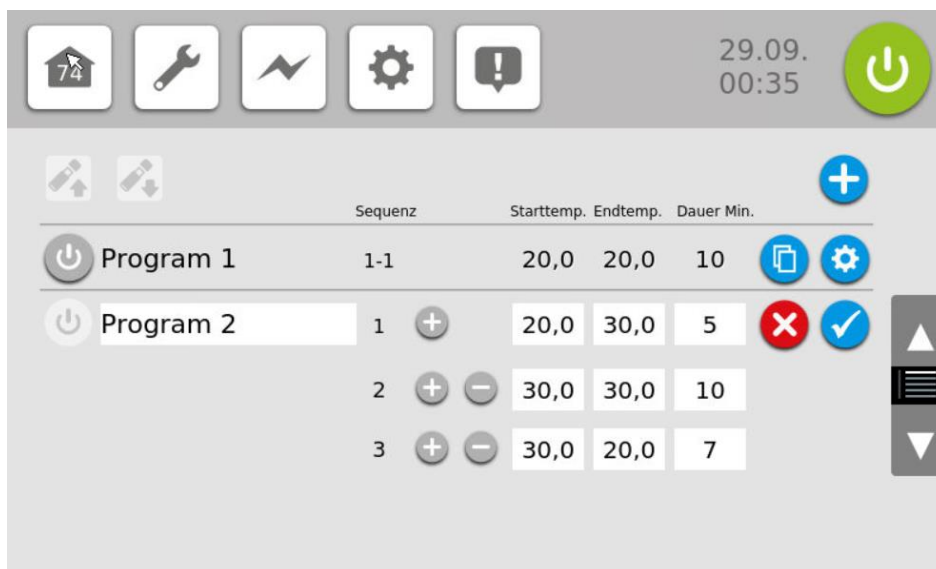 74
29.09.
00:35
Sequenz Starttemp. Endtemp. Dauer Min.
Program 1 1-1 20,0 20,0 10
Program 2 1 20,0 30,0 5
2 30,0 30,0 10
3 30,0 20,0 7